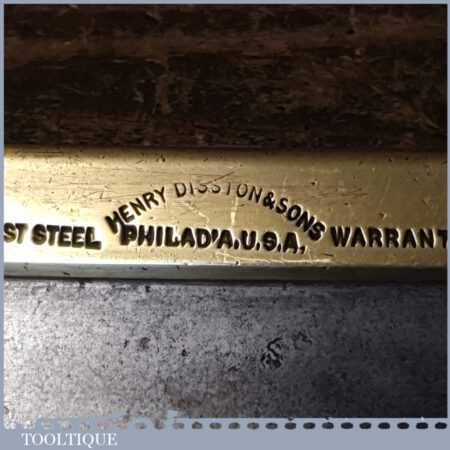 HENRY DISSTON & SONS
ST STEEL PHILAD'A.U.S.A. WARRANT
TOOLTIQUE